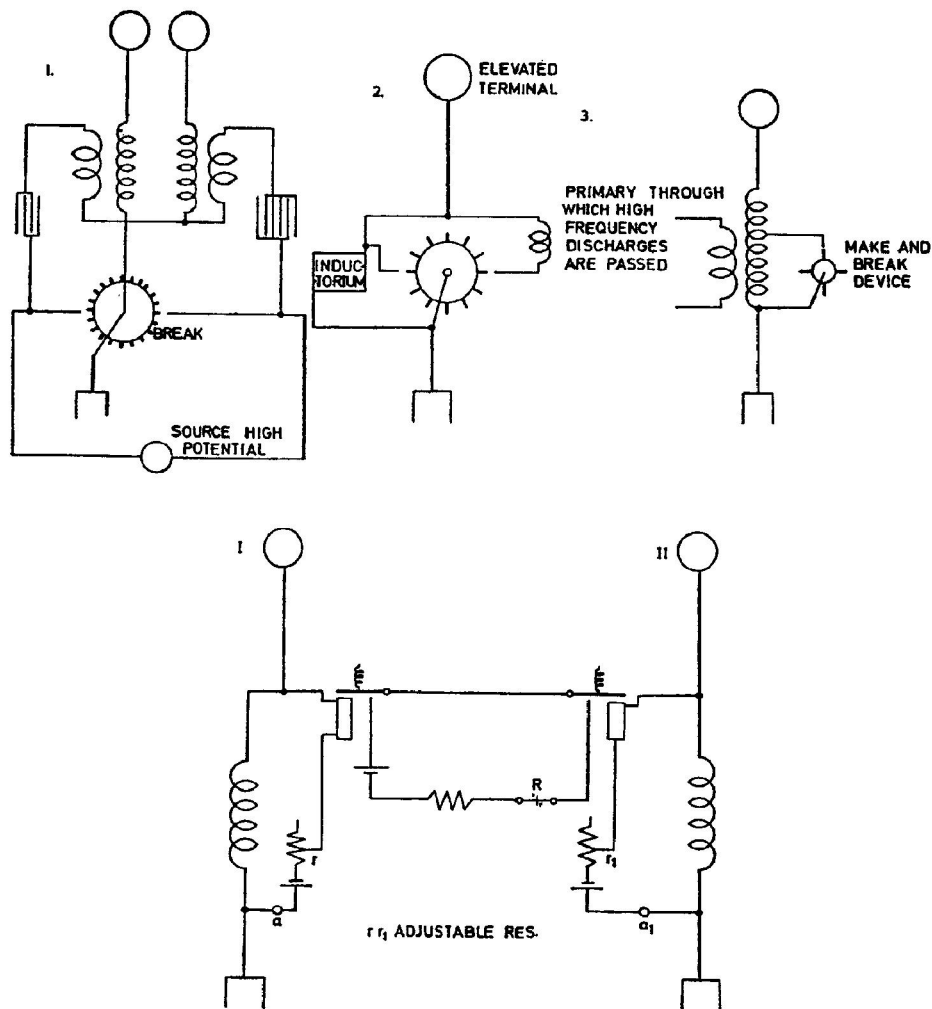 1.
2.
ELEVATED
TERMINAL
3.
PRIMARY THROUGH
WHICH HIGH
FREQUENCY
DISCHARGES
ARE PASSED
INDUC-
TORIUM
MAKE AND
BREAK
DEVICE
BREAK
SOURCE HIGH
POTENTIAL
I
II
R
r
r₁
a
a₁
r r₁ ADJUSTABLE RES.